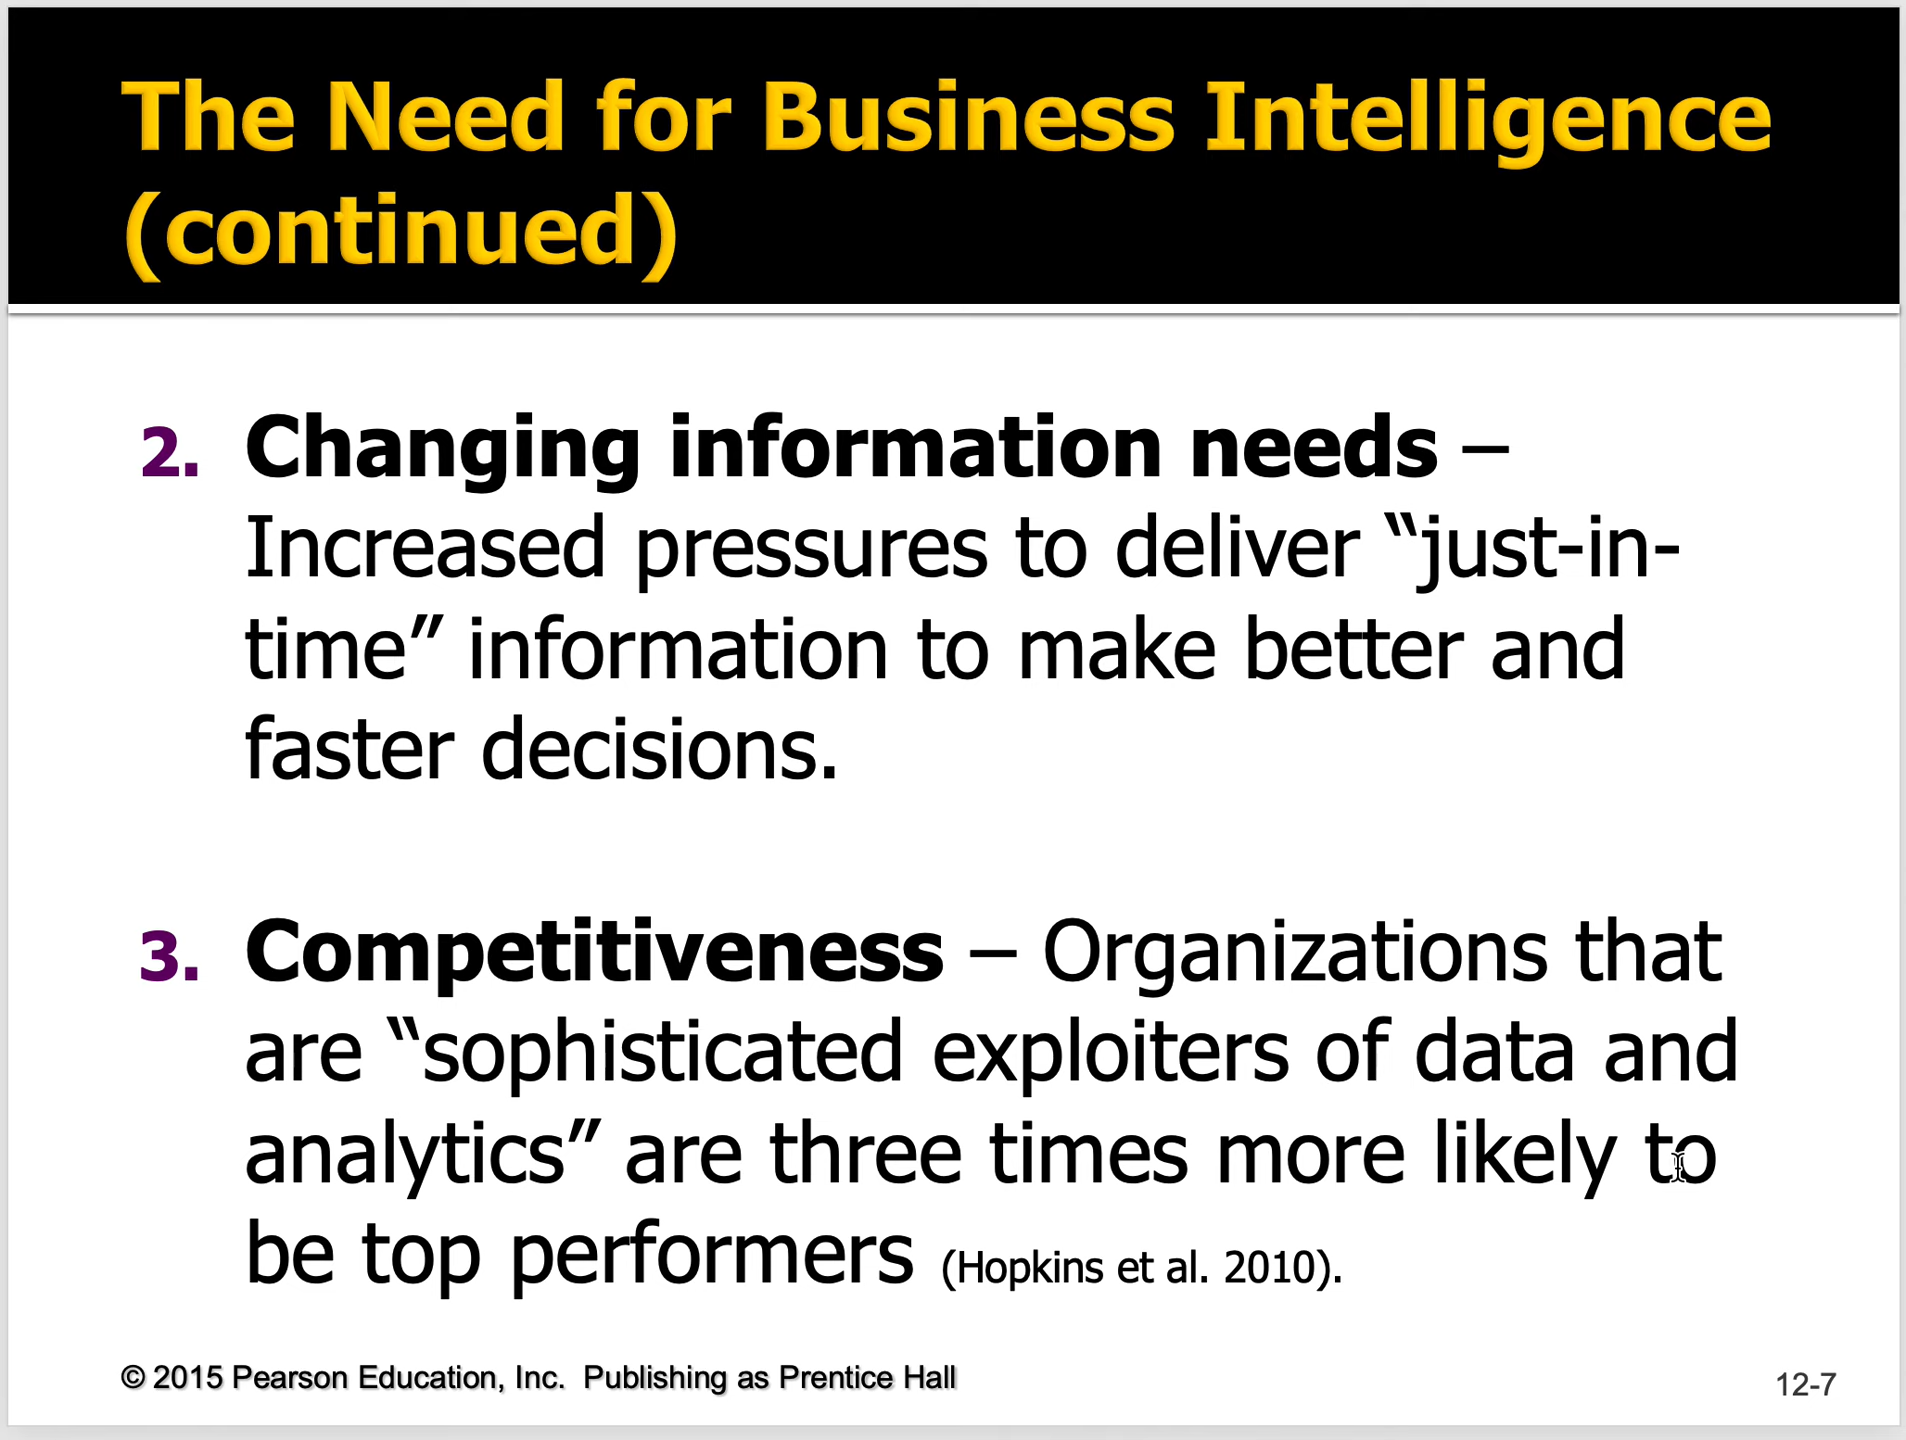 The Need for Business Intelligence
(continued)
2. Changing information needs –
Increased pressures to deliver “just-in-
time” information to make better and
faster decisions.
3. Competitiveness – Organizations that
are “sophisticated exploiters of data and
analytics” are three times more likely to
be top performers (Hopkins et al. 2010).
© 2015 Pearson Education, Inc. Publishing as Prentice Hall
12-7